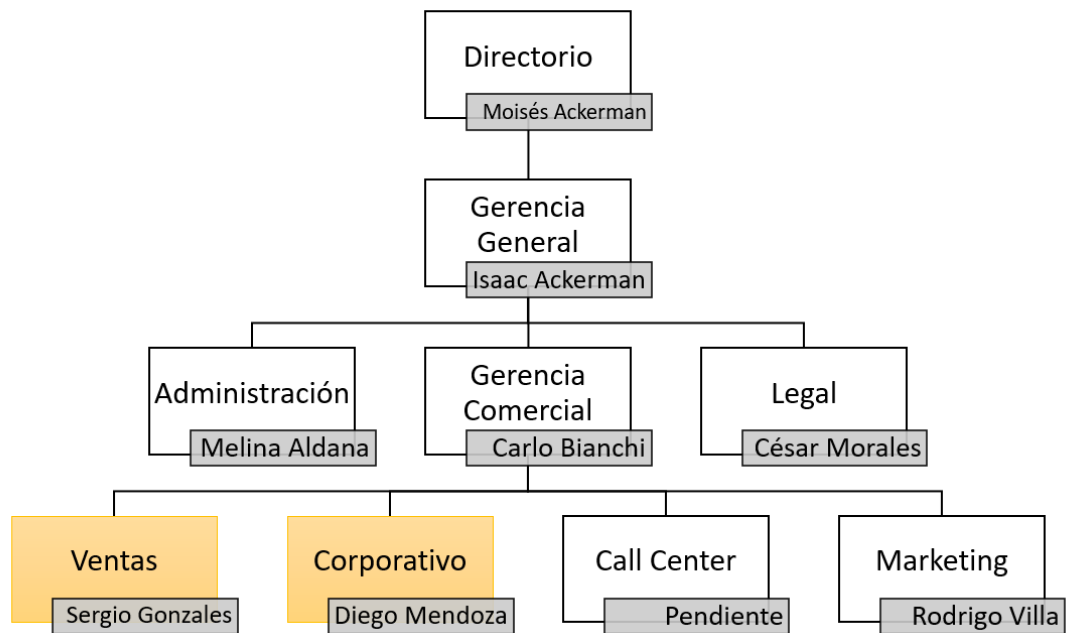 Directorio
Moisés Ackerman
Gerencia
General
Isaac Ackerman
Administración
Melina Aldana
Gerencia
Comercial
Carlo Bianchi
Legal
César Morales
Ventas
Sergio Gonzales
Corporativo
Diego Mendoza
Call Center
Pendiente
Marketing
Rodrigo Villa